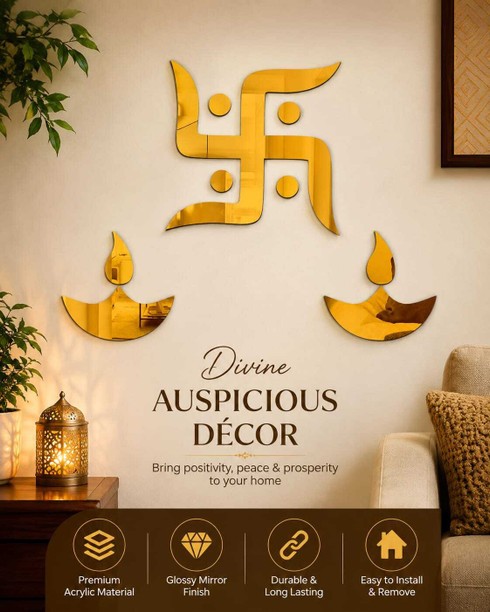 Divine
AUSPICIOUS
DÉCOR
Bring positivity, peace & prosperity
to your home
Premium
Acrylic Material
Glossy Mirror
Finish
Durable &
Long Lasting
Easy to Install
& Remove